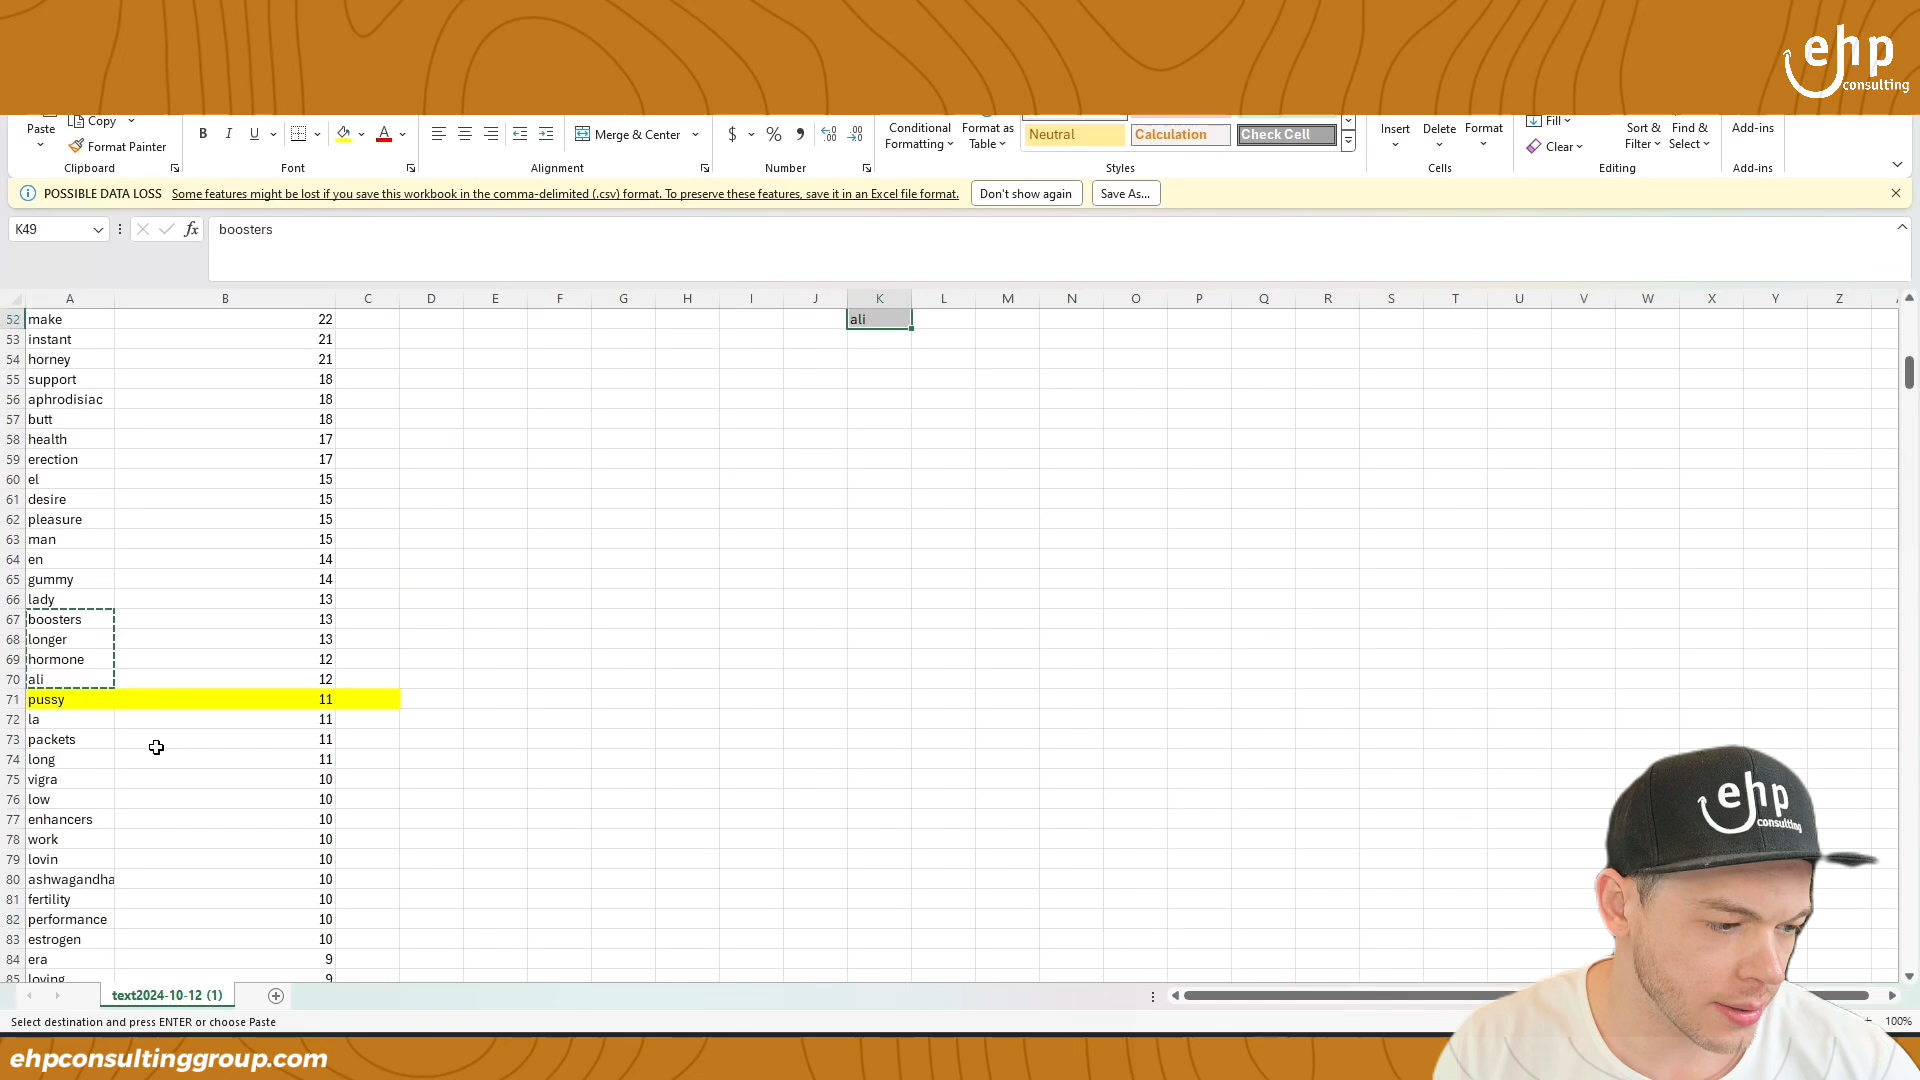 ehp
consulting
Paste
Copy
Format Painter
Clipboard
B I U A
Font
Merge & Center
Alignment
$ % ,
Number
Conditional Formatting
Format as Table
Neutral
Calculation
Check Cell
Styles
Insert
Delete
Format
Cells
Fill
Clear
Sort & Filter
Find & Select
Editing
Add-ins
Add-ins
POSSIBLE DATA LOSS Some features might be lost if you save this workbook in the comma-delimited (.csv) format. To preserve these features, save it in an Excel file format. Don't show again Save As...
K49 fx boosters
A B C D E F G H I J K L M N O P Q R S T U V W X Y Z
52 make 22 ali
53 instant 21
54 horney 21
55 support 18
56 aphrodisiac 18
57 butt 18
58 health 17
59 erection 17
60 el 15
61 desire 15
62 pleasure 15
63 man 15
64 en 14
65 gummy 14
66 lady 13
67 boosters 13
68 longer 13
69 hormone 12
70 ali 12
71 pussy 11
72 la 11
73 packets 11
74 long 11
75 vigra 10
76 low 10
77 enhancers 10
78 work 10
79 lovin 10
80 ashwagandha 10
81 fertility 10
82 performance 10
83 estrogen 10
84 era 9
85 loving 9
ehp
consulting
text2024-10-12 (1)
Select destination and press ENTER or choose Paste
100%
ehpconsultinggroup.com